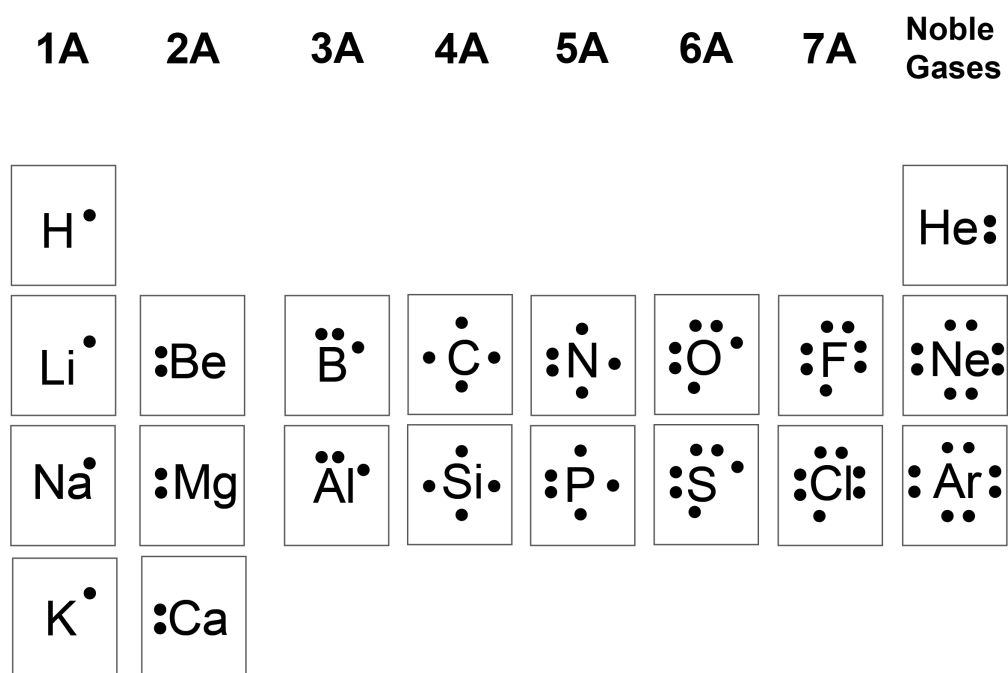 1A 2A 3A 4A 5A 6A 7A Noble Gases
H He
Li Be B C N O F Ne
Na Mg Al Si P S Cl Ar
K Ca